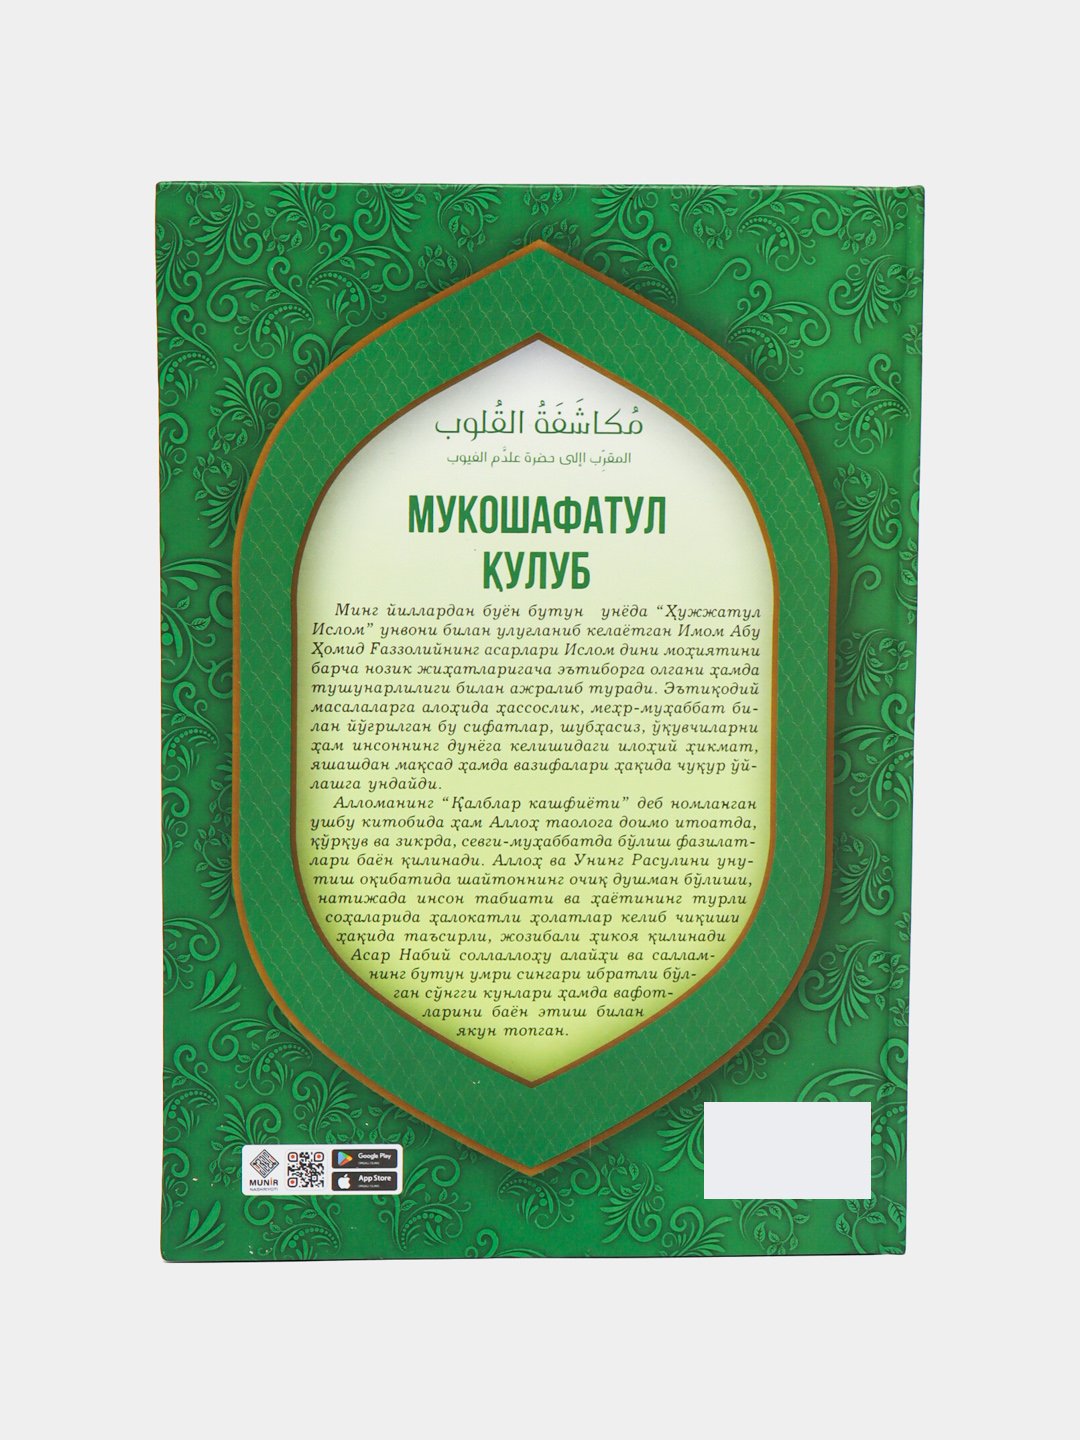 مُكاشَفَةُ القُلوب
المقرّب إلى حضرة علاّم الغيوب
МУКОШАФАТУЛ
ҚУЛУБ
Минг йиллардан буён бутун унёда “Ҳужжатул
Ислом” унвони билан улуғланиб келаётган Имом Абу
Ҳомид Ғаззолийнинг асарлари Ислом дини моҳиятини
барча нозик жиҳатларигача эътиборга олгани ҳамда
тушунарлилиги билан ажралиб туради. Эътиқодий
масалаларга алоҳида ҳассослик, меҳр-муҳаббат би-
лан йўғрилган бу сифатлар, шубҳасиз, ўқувчиларни
ҳам инсоннинг дунёга келишидаги илоҳий ҳикмат,
яшашдан мақсад ҳамда вазифалари ҳақида чуқур ўй-
лашга ундайди.
Алломанинг “Қалблар кашфиёти” деб номланган
ушбу китобида ҳам Аллоҳ таолога доимо итоатда,
қўрқув ва зикрда, севги-муҳаббатда бўлиш фазилат-
лари баён қилинади. Аллоҳ ва Унинг Расулини уну-
тиш оқибатида шайтоннинг очиқ душман бўлиши,
натижада инсон табиати ва ҳаётининг турли
соҳаларида ҳалокатли ҳолатлар келиб чиқиши
ҳақида таъсирли, жозибали ҳикоя қилинади
Асар Набий соллаллоҳу алайҳи ва саллам-
нинг бутун умри сингари ибратли бўл-
ган сўнгги кунлари ҳамда вафот-
ларини баён этиш билан
якун топган.
MUNIR
NASHRIYOTI
Google Play
App Store